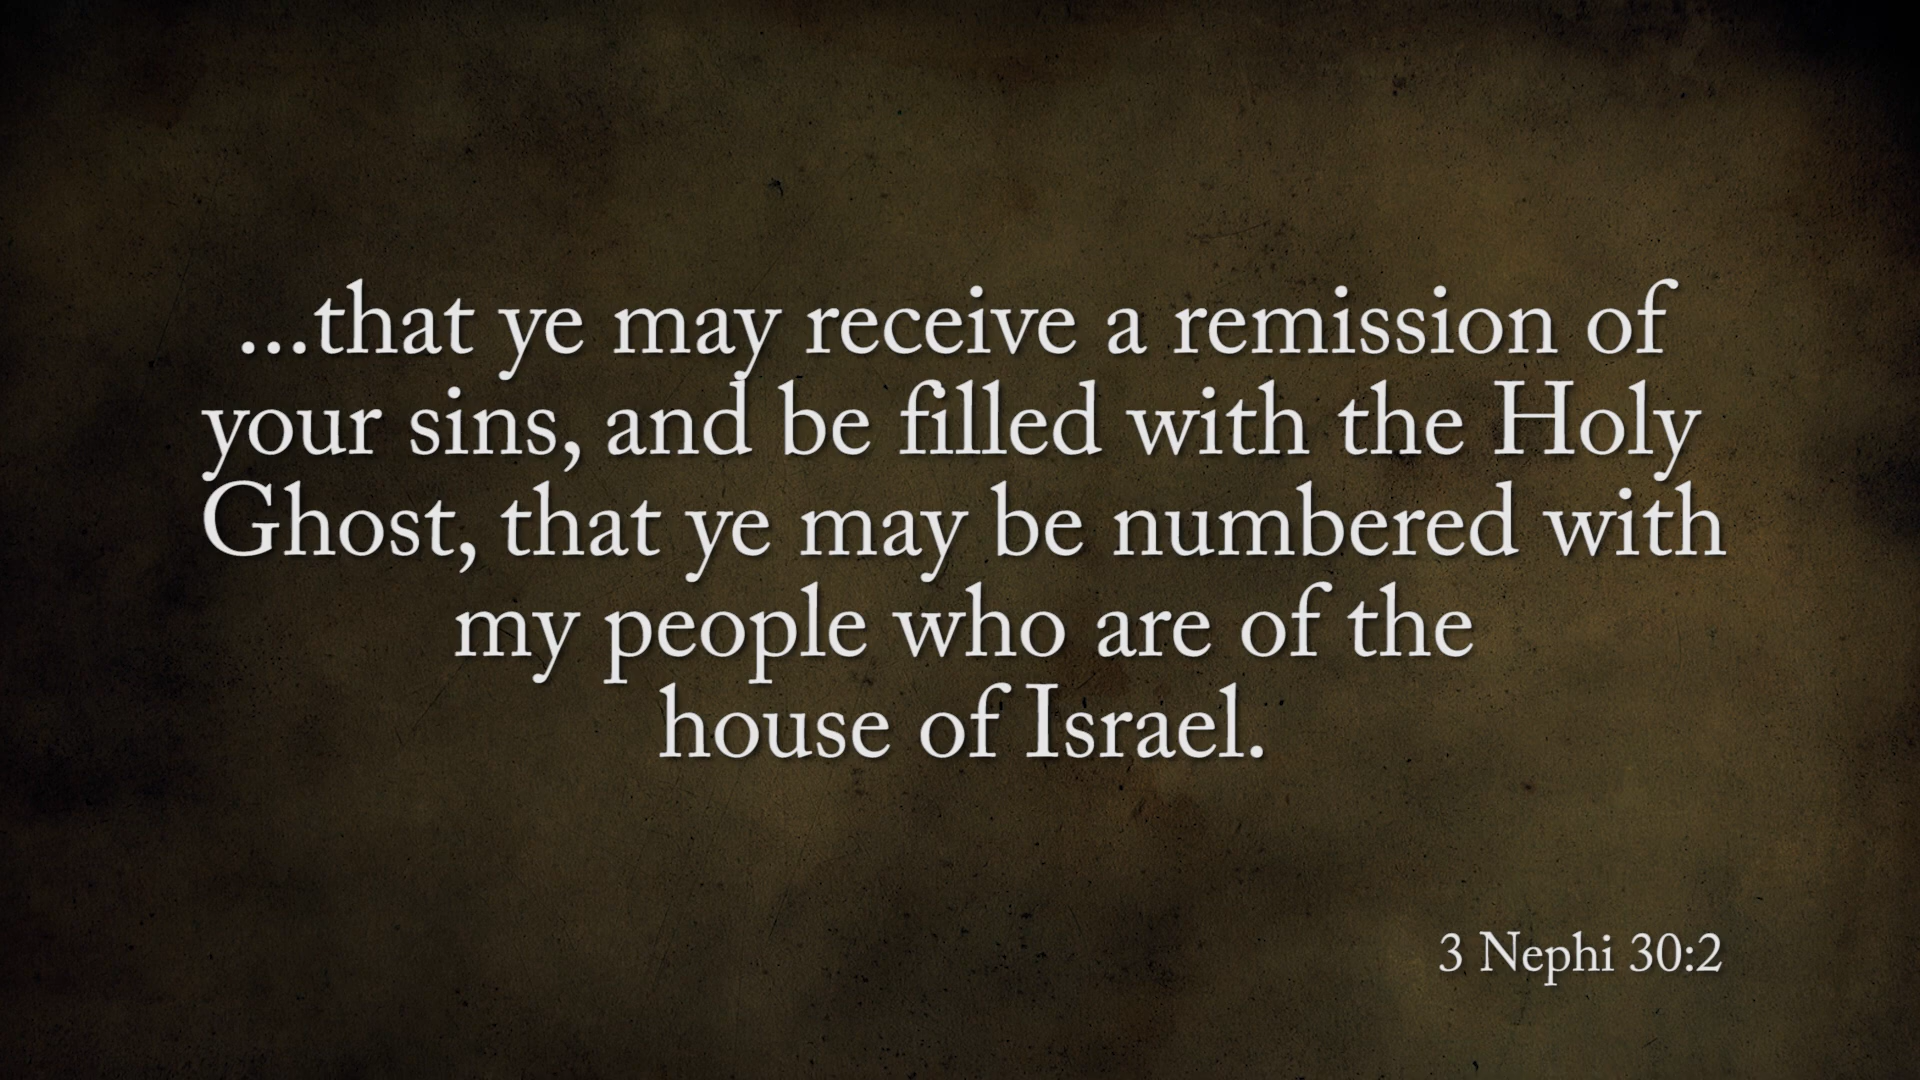 ...that ye may receive a remission of
your sins, and be filled with the Holy
Ghost, that ye may be numbered with
my people who are of the
house of Israel.
3 Nephi 30:2